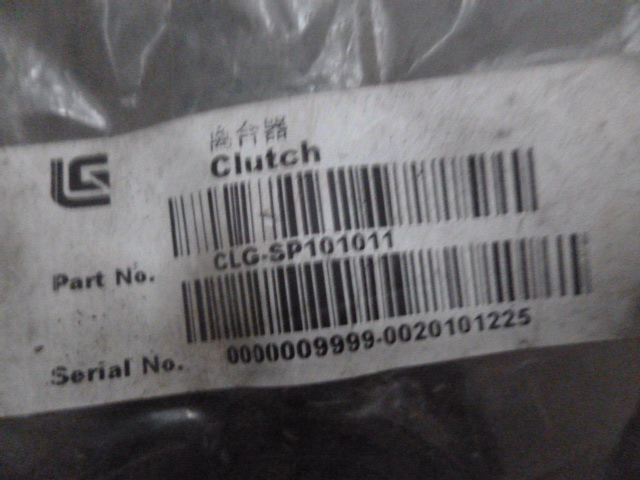 离合器
Clutch
Part No.
CLG-SP101011
Serial No.
0000009999-0020101225